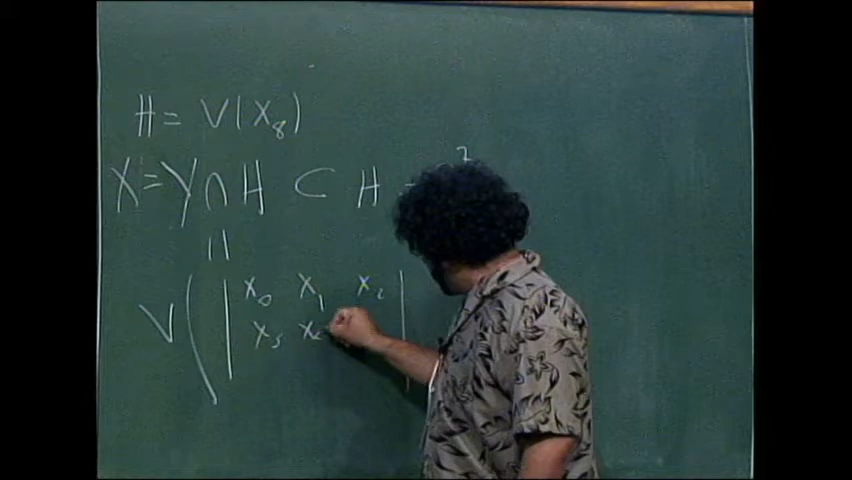 H = V(X₈)
X = Y ∩ H ⊂ H
||
V( | X₀ X₁ X₂ |
X₃ X₄